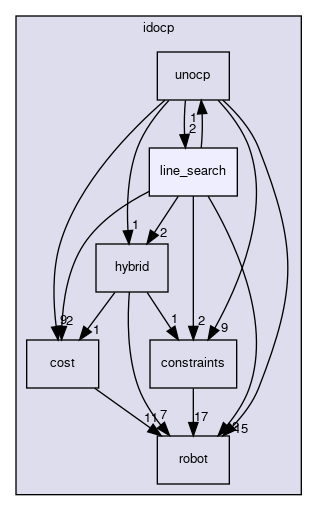 idocp
unocp
1
2
line_search
1
2
hybrid
2
1
1
cost
constraints
2
9
11
7
17
15
robot